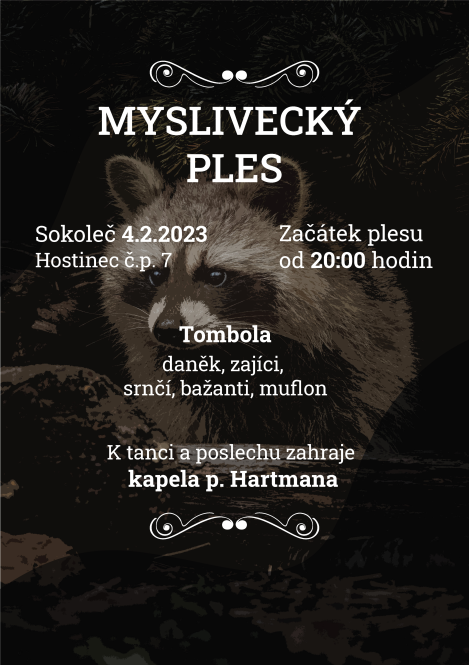 MYSLIVECKÝ
PLES
Sokoleč 4.2.2023
Hostinec č.p. 7
Začátek plesu
od 20:00 hodin
Tombola
daněk, zajíci,
srnčí, bažanti, muflon
K tanci a poslechu zahraje
kapela p. Hartmana